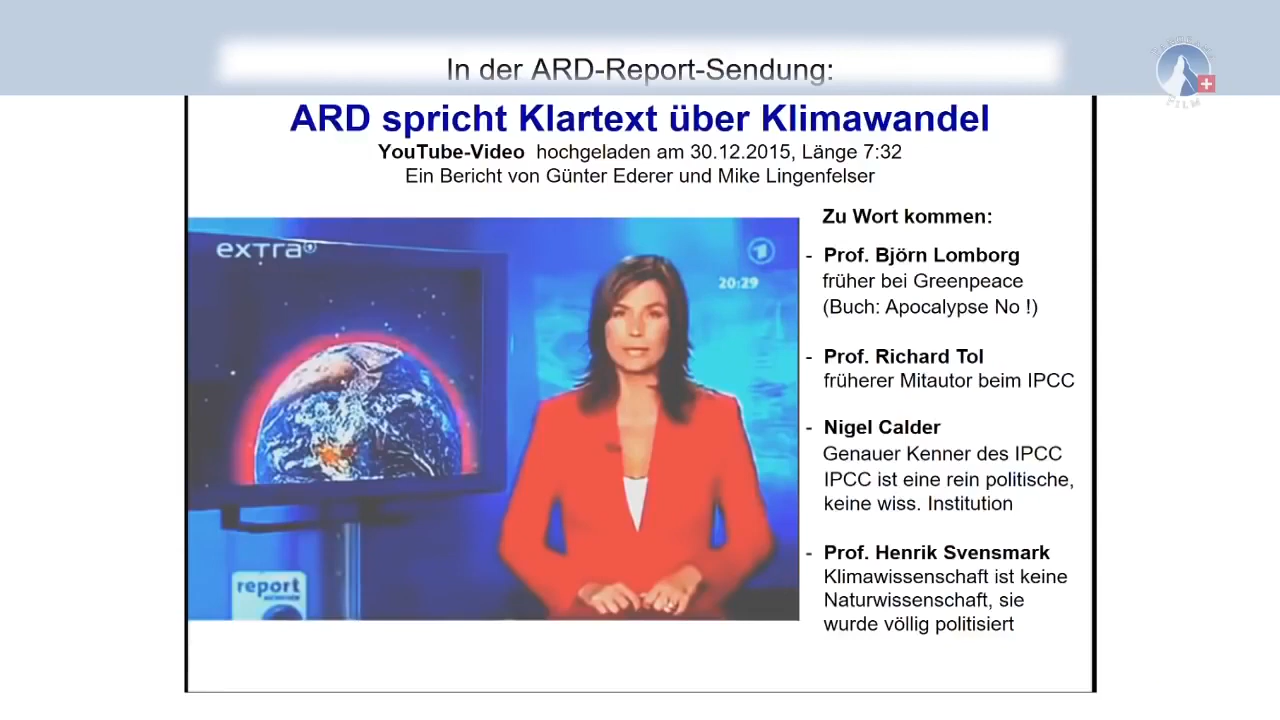 In der ARD-Report-Sendung:
PANORAMA
FILM
ARD spricht Klartext über Klimawandel
YouTube-Video hochgeladen am 30.12.2015, Länge 7:32
Ein Bericht von Günter Ederer und Mike Lingenfelser
extra
20:29
report
MÜNCHEN
Zu Wort kommen:
- Prof. Björn Lomborg
früher bei Greenpeace
(Buch: Apocalypse No !)
- Prof. Richard Tol
früherer Mitautor beim IPCC
- Nigel Calder
Genauer Kenner des IPCC
IPCC ist eine rein politische,
keine wiss. Institution
- Prof. Henrik Svensmark
Klimawissenschaft ist keine
Naturwissenschaft, sie
wurde völlig politisiert